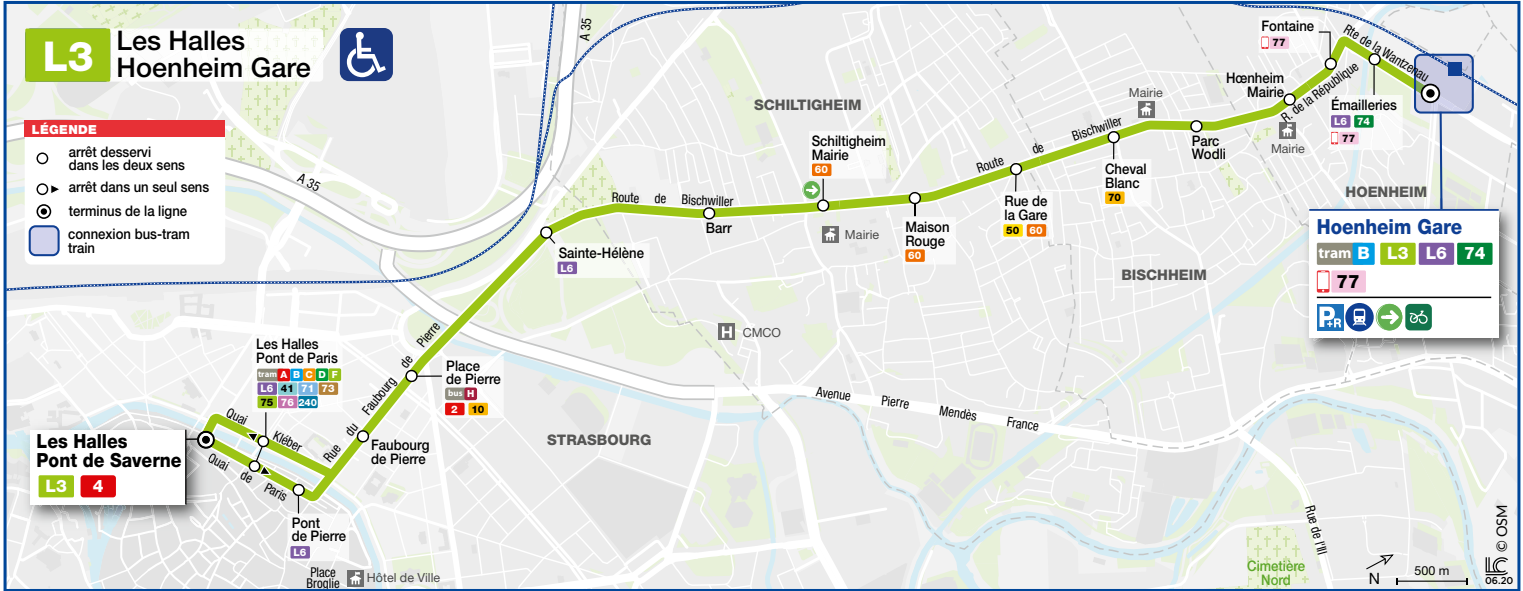 L3
Les Halles
Hoenheim Gare
LÉGENDE
arrêt desservi
dans les deux sens
arrêt dans un seul sens
terminus de la ligne
connexion bus-tram
train
A 35
A 35
SCHILTIGHEIM
BISCHHEIM
HOENHEIM
STRASBOURG
Les Halles
Pont de Saverne
L3 4
Les Halles
Pont de Paris
tram A B C D F
L6 41 71 73
75 76 240
Quai Kléber
Quai de Paris
Pont
de Pierre
L6
Place
Broglie
Hôtel de Ville
Rue du Faubourg de Pierre
Faubourg
de Pierre
Place
de Pierre
bus H
2 10
Sainte-Hélène
L6
Route de Bischwiller
Barr
Schiltigheim
Mairie
60
Mairie
Maison
Rouge
60
Route de Bischwiller
Rue de
la Gare
50 60
Cheval
Blanc
70
Mairie
Parc
Wodli
Hœnheim
Mairie
Mairie
R. de la République
Fontaine
77
Rte de la Wantzenau
Émailleries
L6 74
77
Hoenheim Gare
tram B L3 L6 74
77
P+R
H CMCO
Avenue Pierre Mendès France
Rue de l'Ill
Cimetière
Nord
N
500 m
LC
06.20
© OSM